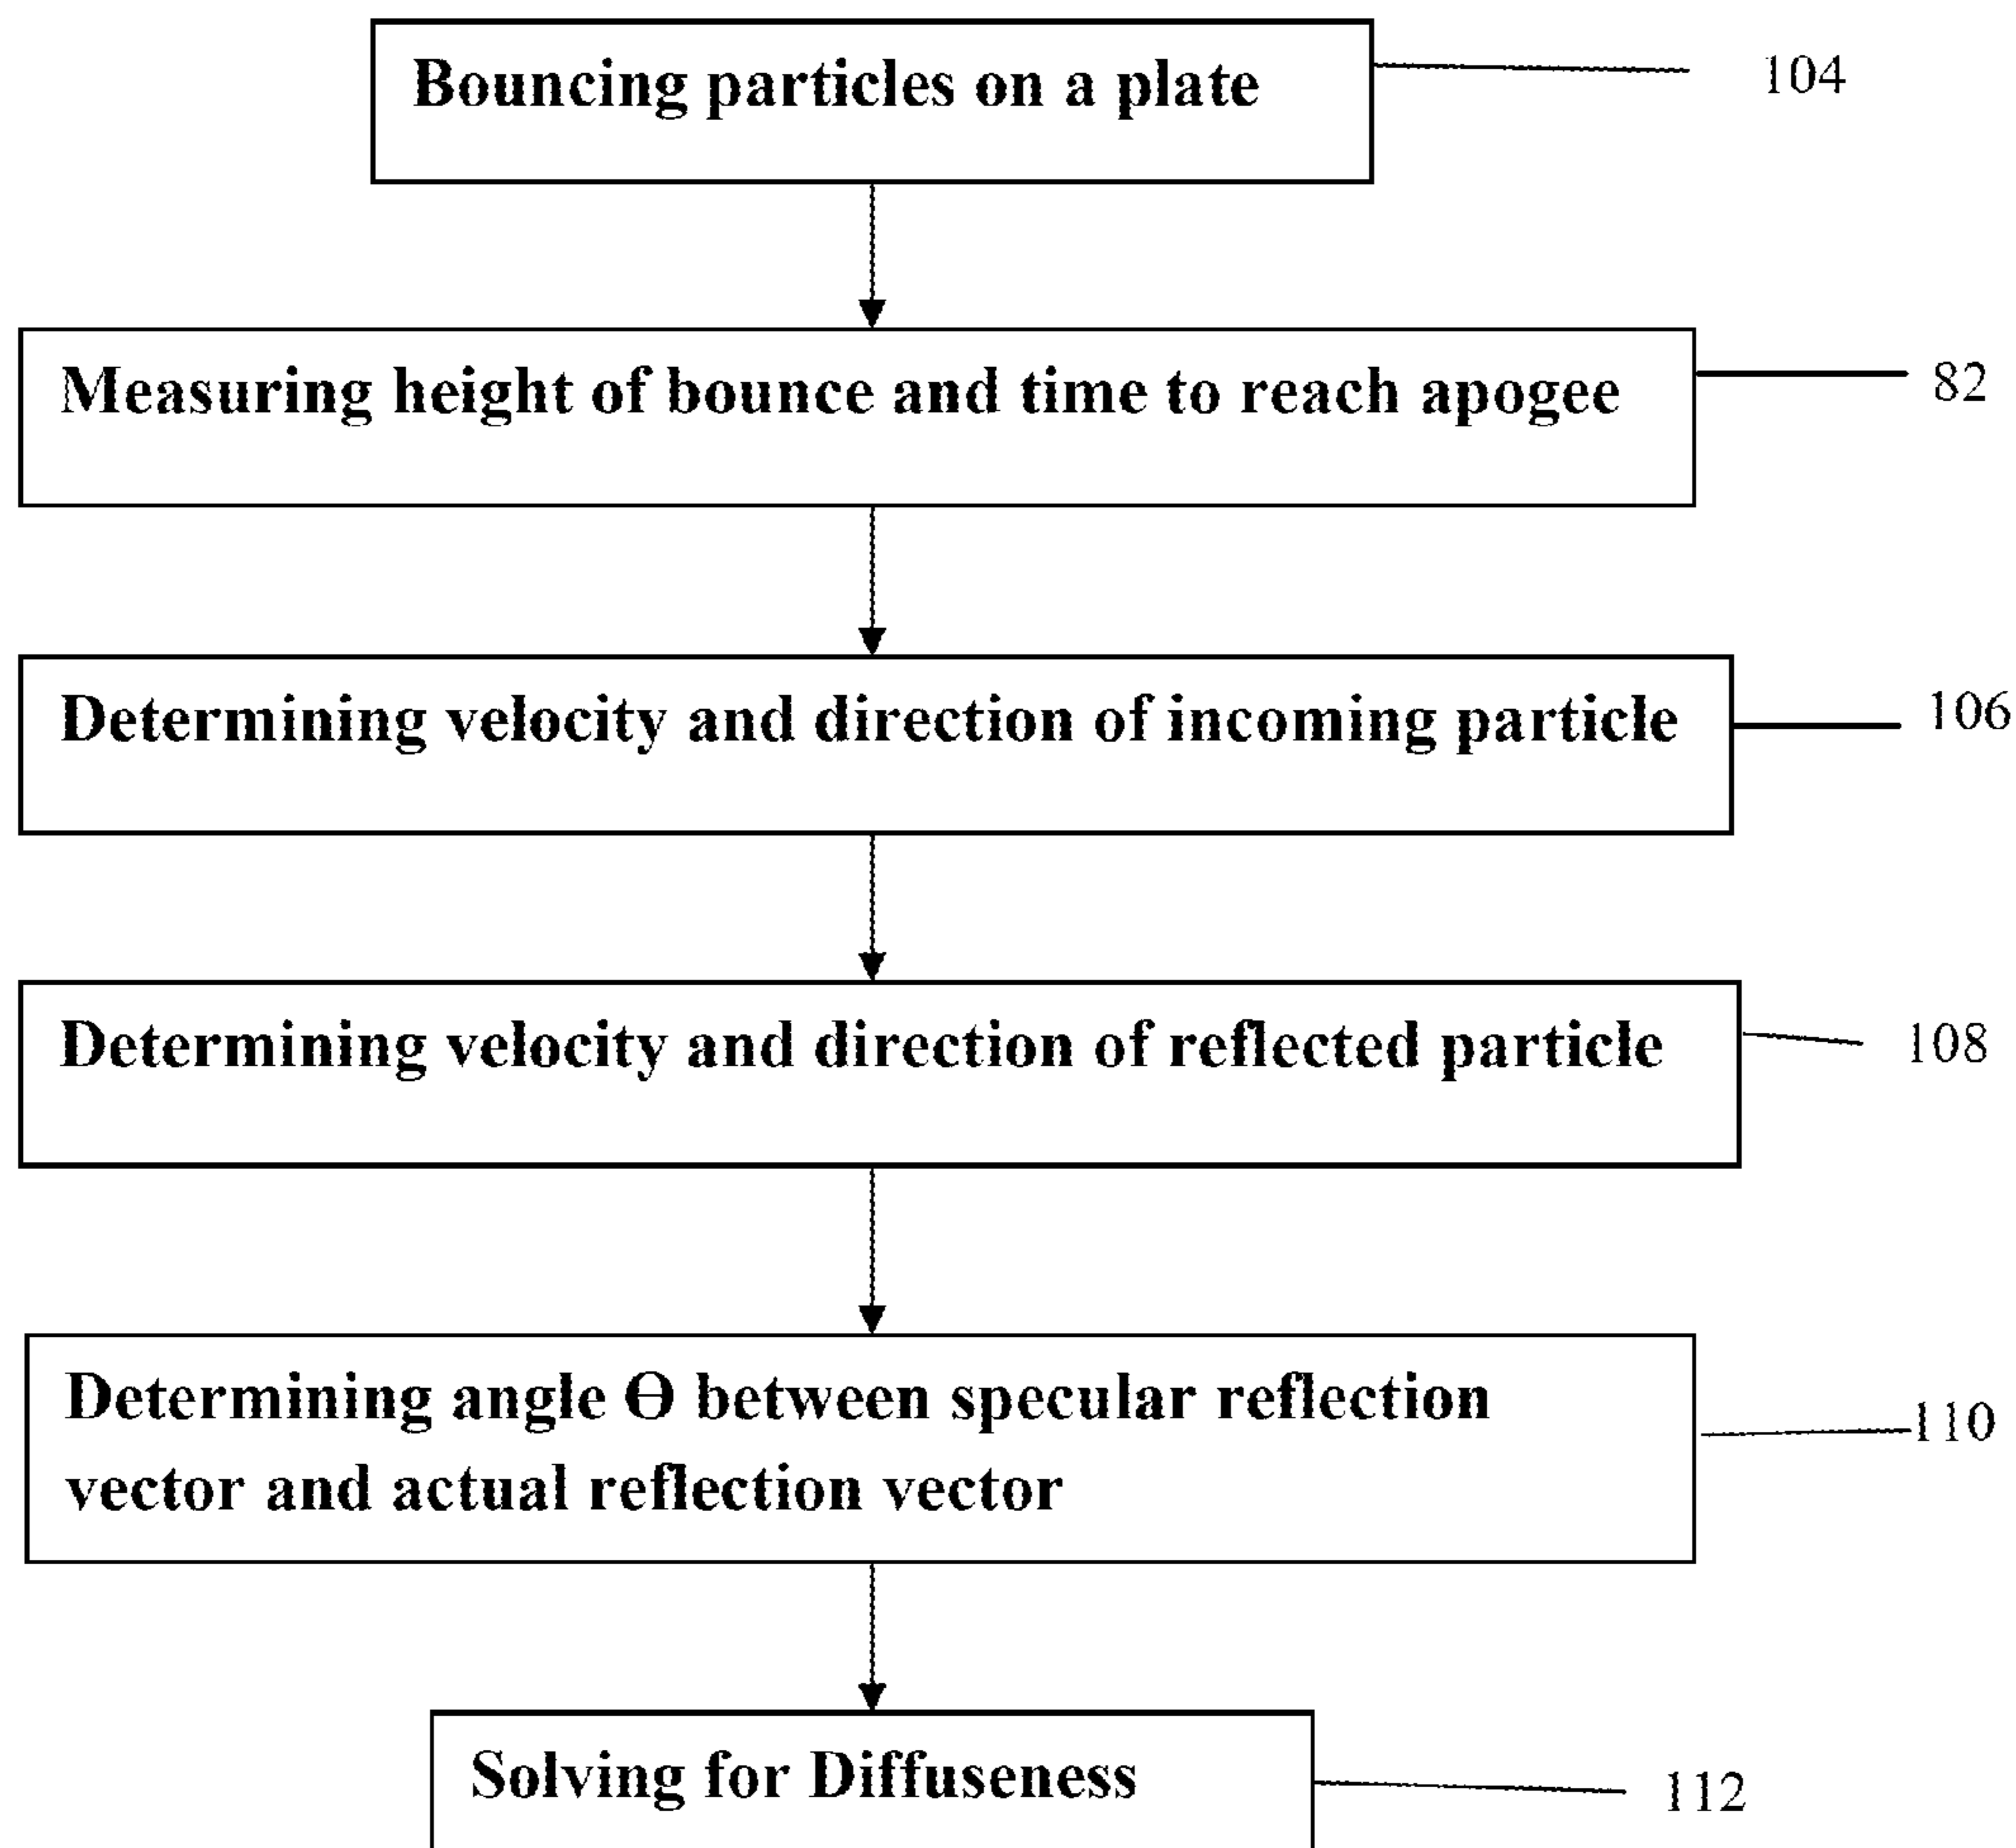 Bouncing particles on a plate
104
Measuring height of bounce and time to reach apogee
82
Determining velocity and direction of incoming particle
106
Determining velocity and direction of reflected particle
108
Determining angle Θ between specular reflection
vector and actual reflection vector
110
Solving for Diffuseness
112